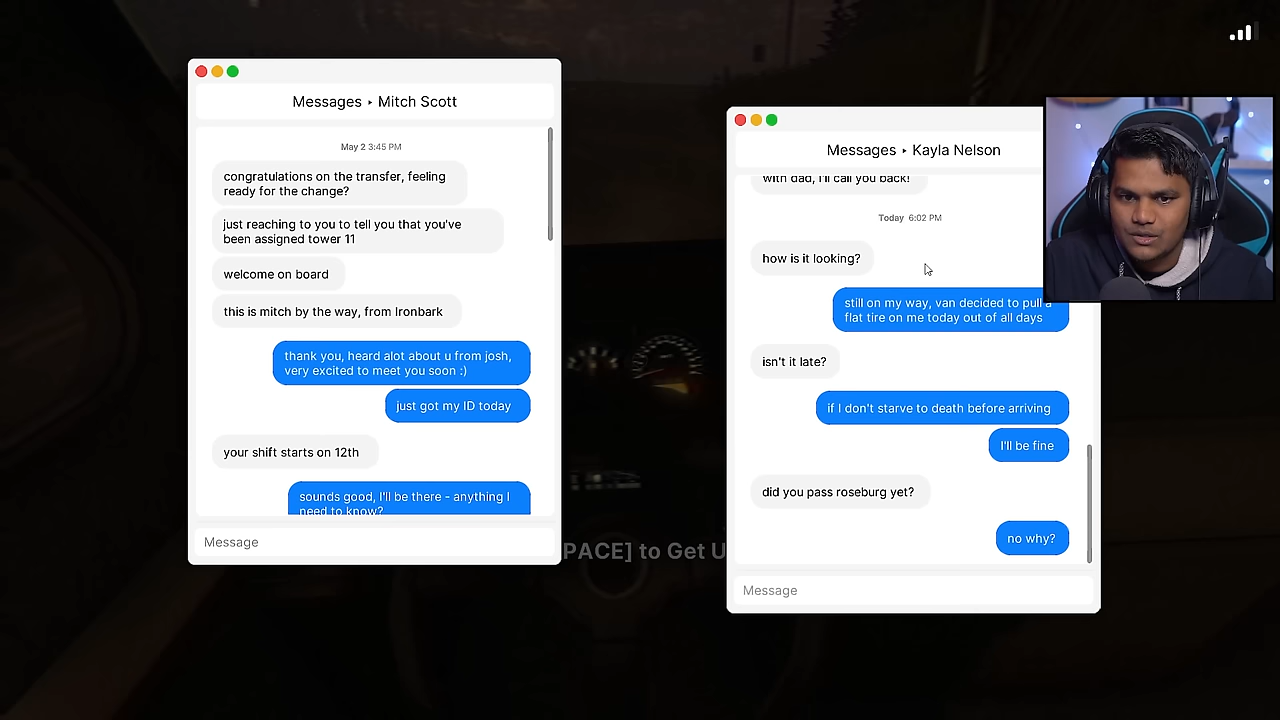 Messages ▸ Mitch Scott
May 2 3:45 PM
congratulations on the transfer, feeling
ready for the change?
just reaching to you to tell you that you've
been assigned tower 11
welcome on board
this is mitch by the way, from Ironbark
thank you, heard alot about u from josh,
very excited to meet you soon :)
just got my ID today
your shift starts on 12th
sounds good, I'll be there - anything I
need to know?
Message
Messages ▸ Kayla Nelson
with dad, I'll call you back!
Today 6:02 PM
how is it looking?
still on my way, van decided to pull a
flat tire on me today out of all days
isn't it late?
if I don't starve to death before arriving
I'll be fine
did you pass roseburg yet?
no why?
Message
PACE] to Get U